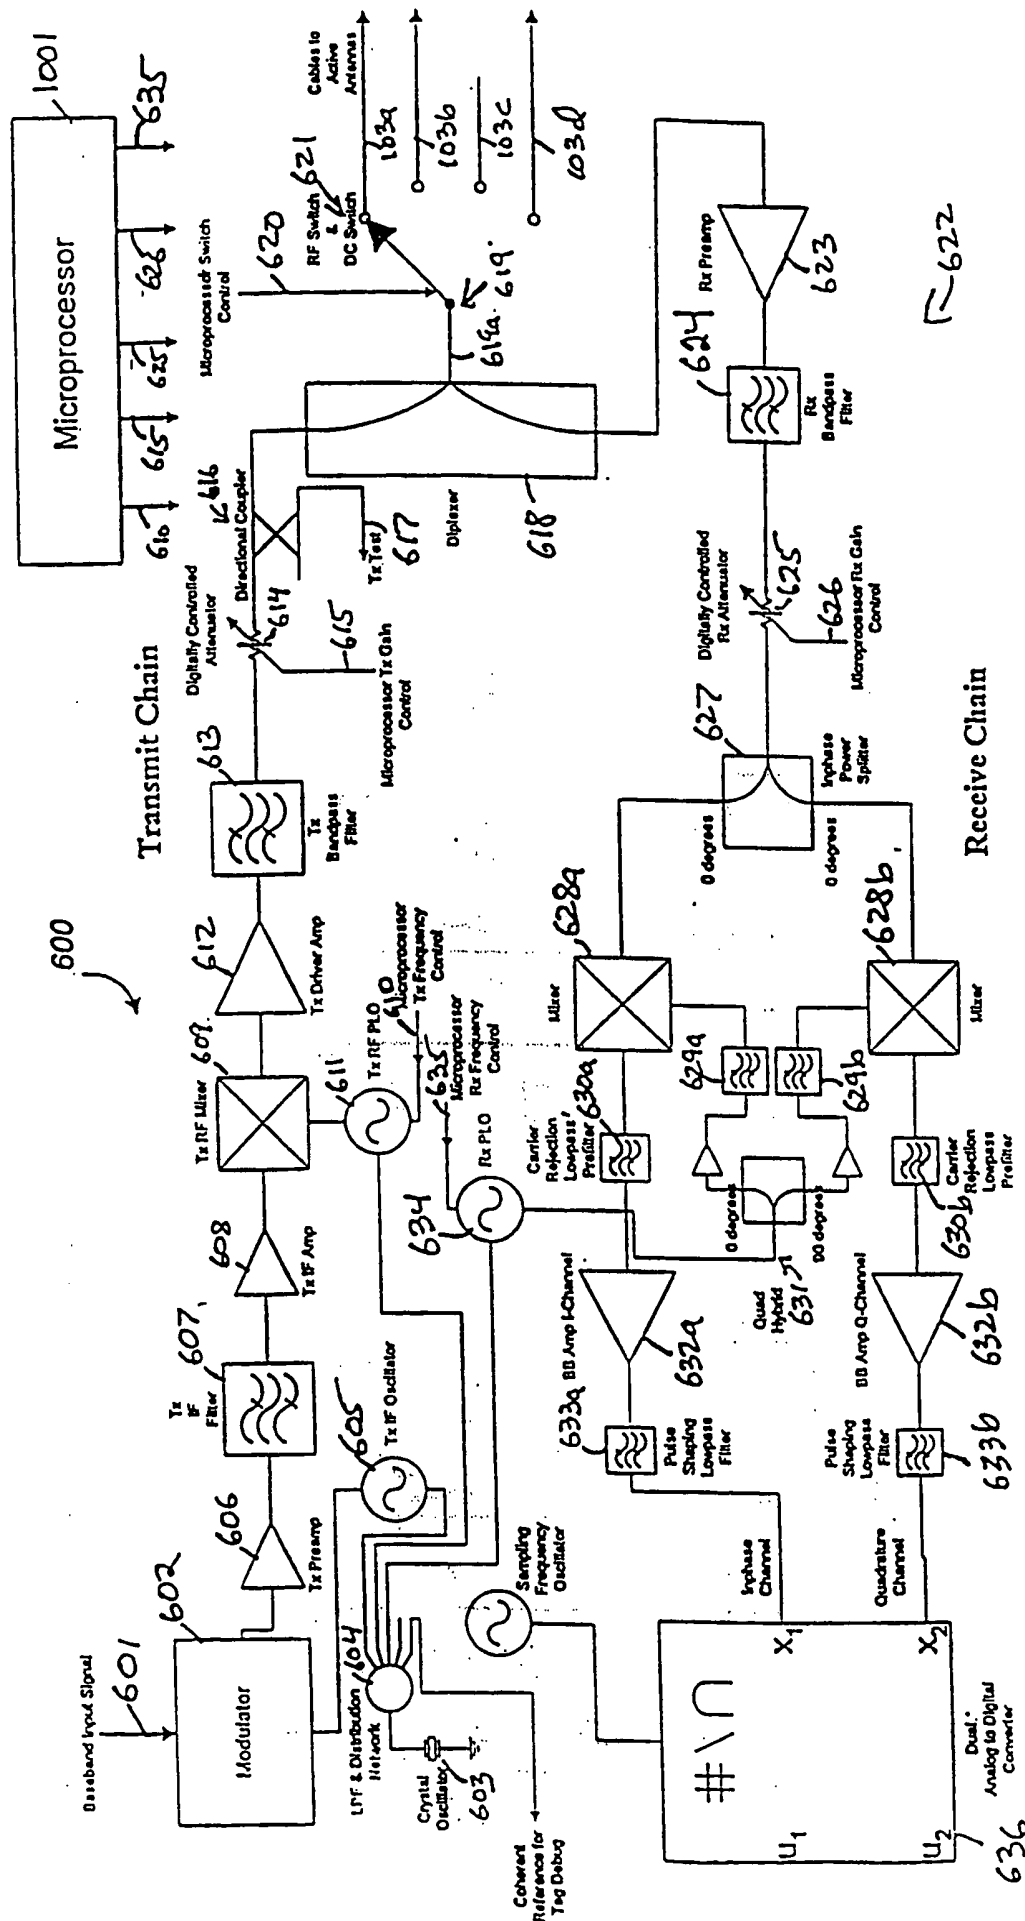 Microprocessor
1001
610
615
625
626
635
Transmit Chain
600
Baseband Input Signal
601
Modulator
602
606
Tx Preamp
607
Tx
IF
Filter
608
Tx IF Amp
609
Tx RF Mixer
612
Tx Driver Amp
613
Tx
Bandpass
Filter
Digitally Controlled
Attenuator
614
615
Microprocessor Tx Gain
Control
Directional Coupler
616
Tx Test
617
Diplexer
618
619a
619
Microprocessor Switch
Control
620
RF Switch
&
DC Switch
621
Cables to
Active
Antennas
103a
103b
103c
103d
611
Tx RF PLO
610
Microprocessor
Tx Frequency
Control
635
Microprocessor
Rx Frequency
Control
Rx PLO
634
605
Tx IF Oscillator
604
LPF & Distribution
Network
Crystal
Oscillator
603
Coherent
Reference for
Tag Debug
Sampling
Frequency
Oscillator
622
Rx Preamp
623
624
Rx
Bandpass
Filter
Digitally Controlled
Rx Attenuator
625
626
Microprocessor Rx Gain
Control
627
Inphase
Power
Splitter
0 degrees
0 degrees
Receive Chain
Mixer
628a
628b
Mixer
629a
629b
Carrier
Rejection
Lowpass
Prefilter
630a
Carrier
Rejection
Lowpass
Prefilter
630b
0 degrees
90 degrees
Quad
Hybrid
631
BB Amp I-Channel
632a
BB Amp Q-Channel
632b
633a
Pulse
Shaping
Lowpass
Filter
Pulse
Shaping
Lowpass
Filter
633b
Inphase
Channel
Quadrature
Channel
X1
X2
U1
U2
# \ ∩
Dual
Analog to Digital
Converter
636